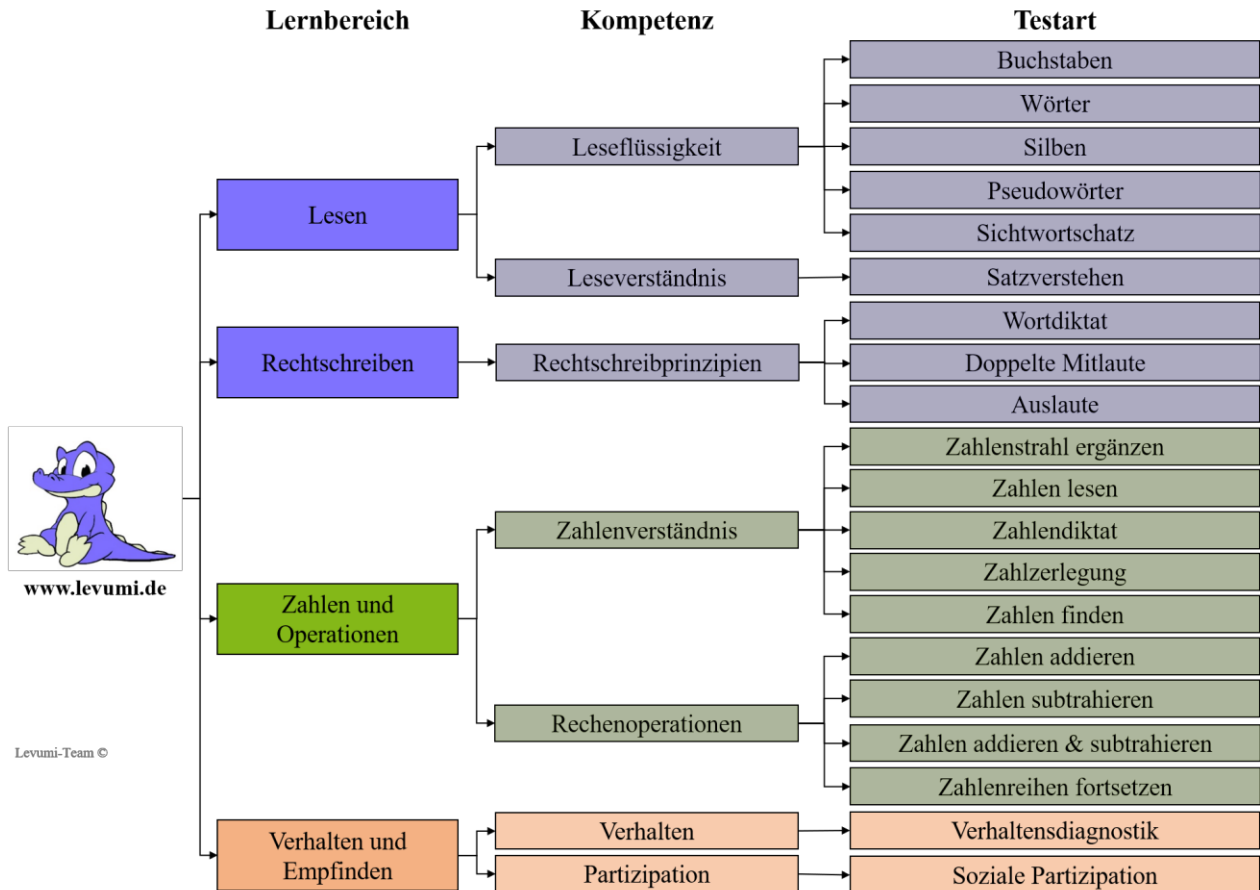 Lernbereich
Kompetenz
Testart
Buchstaben
Wörter
Leseflüssigkeit
Silben
Pseudowörter
Lesen
Sichtwortschatz
Leseverständnis
Satzverstehen
Wortdiktat
Rechtschreiben
Rechtschreibprinzipien
Doppelte Mitlaute
Auslaute
Zahlenstrahl ergänzen
Zahlen lesen
Zahlenverständnis
Zahlendiktat
Zahlzerlegung
www.levumi.de
Zahlen und
Operationen
Zahlen finden
Zahlen addieren
Zahlen subtrahieren
Rechenoperationen
Zahlen addieren & subtrahieren
Levumi-Team ©
Zahlenreihen fortsetzen
Verhalten und
Empfinden
Verhalten
Verhaltensdiagnostik
Partizipation
Soziale Partizipation